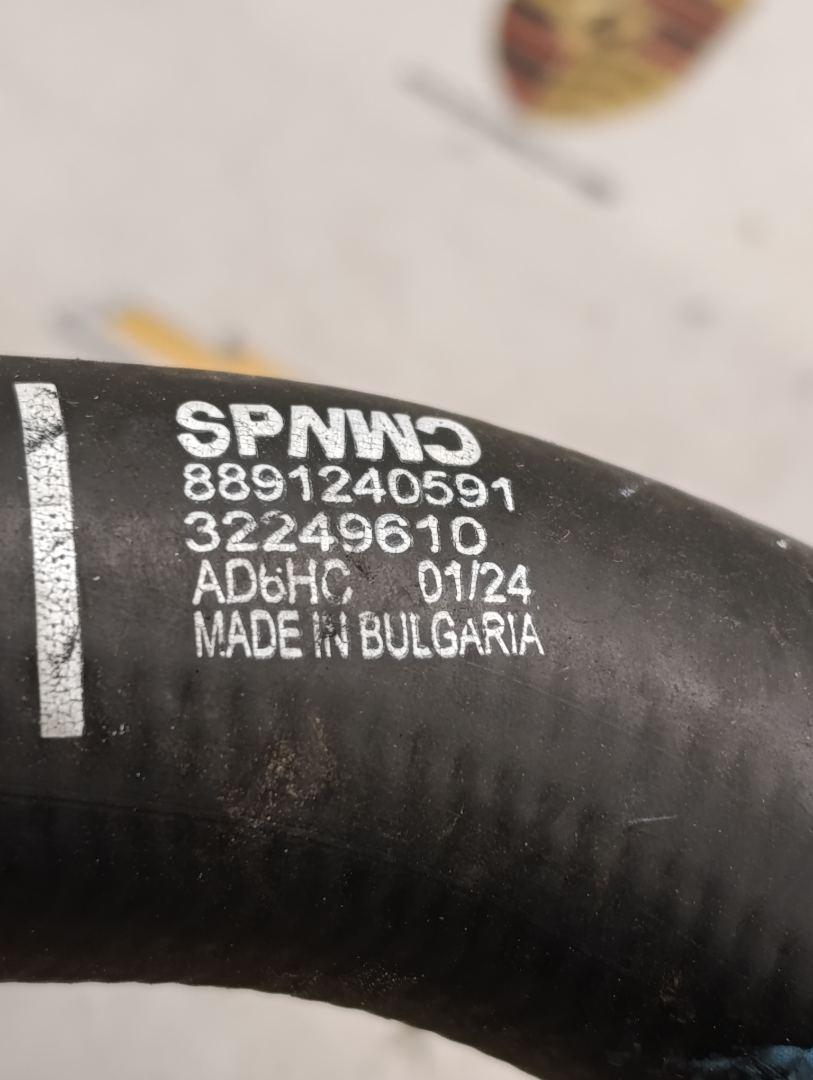 SPNWC
8891240591
32249610
AD6HC 01/24
MADE IN BULGARIA